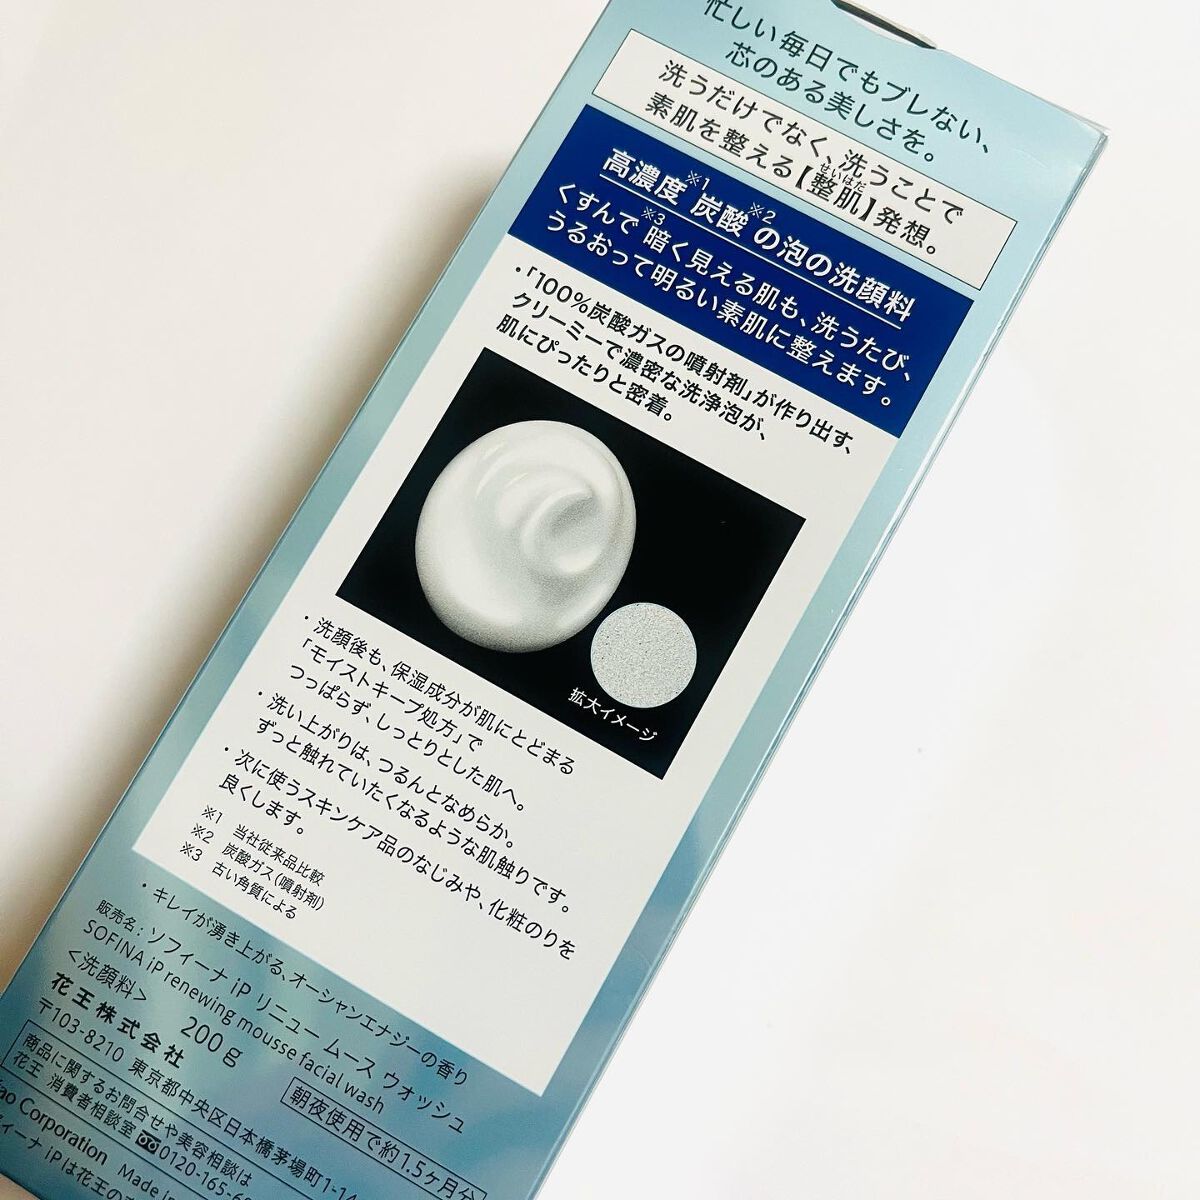 忙しい毎日でもブレない、
芯のある美しさを。
洗うだけでなく、洗うことで
素肌を整える【整肌】発想。
せいはだ
高濃度※1炭酸※2の泡の洗顔料
くすんで※3暗く見える肌も、洗うたび、
うるおって明るい素肌に整えます。
・「100%炭酸ガスの噴射剤」が作り出す、
クリーミーで濃密な洗浄泡が、
肌にぴったりと密着。
拡大イメージ
・洗顔後も、保湿成分が肌にとどまる
「モイストキープ処方」で
つっぱらず、しっとりとした肌へ。
・洗い上がりは、つるんとなめらか。
ずっと触れていたくなるような肌触りです。
・次に使うスキンケア品のなじみや、化粧のりを
良くします。
※1 当社従来品比較
※2 炭酸ガス(噴射剤)
※3 古い角質による
・キレイが湧き上がる、オーシャンエナジーの香り
販売名:ソフィーナ iP リニュー ムース ウォッシュ
SOFINA iP renewing mousse facial wash
<洗顔料> 200g 朝夜使用で約1.5ヶ月分
花王株式会社
〒103-8210 東京都中央区日本橋茅場町1-14
商品に関するお問合せや美容相談は
花王 消費者相談室 0120-165-6
ao Corporation Made in
ィーナ iPは花王の